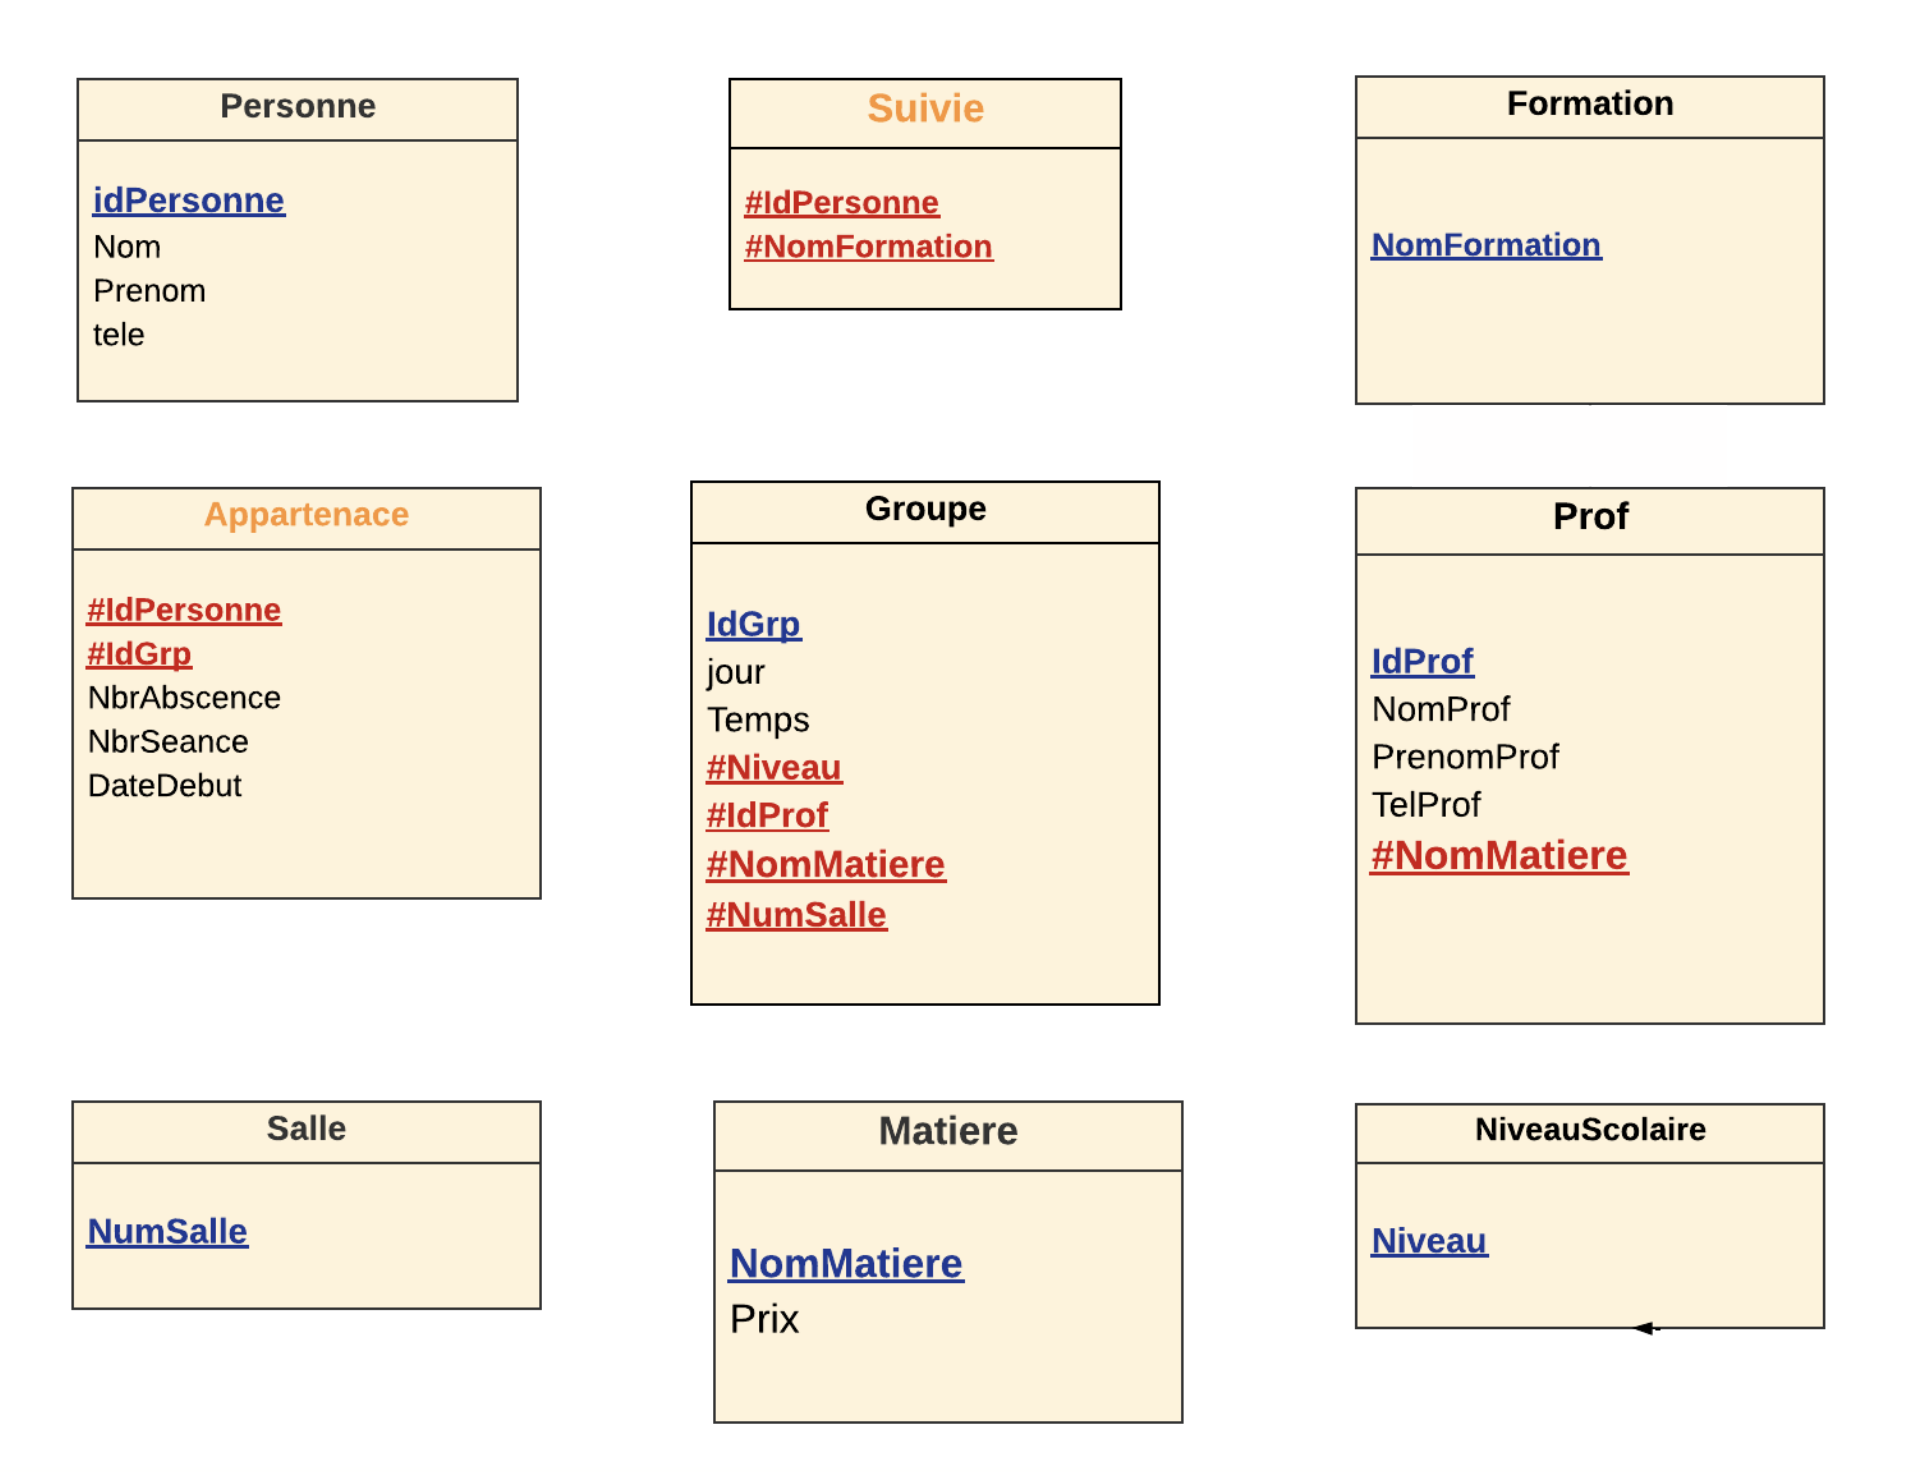 Personne
idPersonne
Nom
Prenom
tele
Suivie
#IdPersonne
#NomFormation
Formation
NomFormation
Appartenace
#IdPersonne
#IdGrp
NbrAbscence
NbrSeance
DateDebut
Groupe
IdGrp
jour
Temps
#Niveau
#IdProf
#NomMatiere
#NumSalle
Prof
IdProf
NomProf
PrenomProf
TelProf
#NomMatiere
Salle
NumSalle
Matiere
NomMatiere
Prix
NiveauScolaire
Niveau